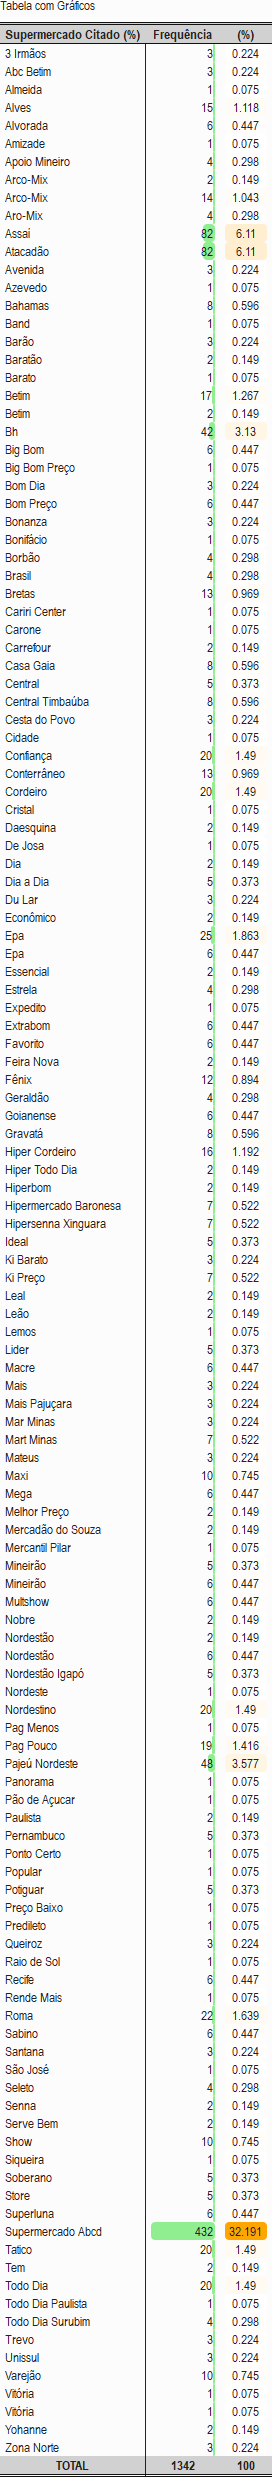 Tabela com Gráficos
Supermercado Citado (%) Frequência (%)
3 Irmãos 3 0.224
Abc Betim 3 0.224
Almeida 1 0.075
Alves 15 1.118
Alvorada 6 0.447
Amizade 1 0.075
Apoio Mineiro 4 0.298
Arco-Mix 2 0.149
Arco-Mix 14 1.043
Aro-Mix 4 0.298
Assaí 82 6.11
Atacadão 82 6.11
Avenida 3 0.224
Azevedo 1 0.075
Bahamas 8 0.596
Band 1 0.075
Barão 3 0.224
Baratão 2 0.149
Barato 1 0.075
Betim 17 1.267
Betim 2 0.149
Bh 42 3.13
Big Bom 6 0.447
Big Bom Preço 1 0.075
Bom Dia 3 0.224
Bom Preço 6 0.447
Bonanza 3 0.224
Bonifácio 1 0.075
Borbão 4 0.298
Brasil 4 0.298
Bretas 13 0.969
Cariri Center 1 0.075
Carone 1 0.075
Carrefour 2 0.149
Casa Gaia 8 0.596
Central 5 0.373
Central Timbaúba 8 0.596
Cesta do Povo 3 0.224
Cidade 1 0.075
Confiança 20 1.49
Conterrâneo 13 0.969
Cordeiro 20 1.49
Cristal 1 0.075
Daesquina 2 0.149
De Josa 1 0.075
Dia 2 0.149
Dia a Dia 5 0.373
Du Lar 3 0.224
Econômico 2 0.149
Epa 25 1.863
Epa 6 0.447
Essencial 2 0.149
Estrela 4 0.298
Expedito 1 0.075
Extrabom 6 0.447
Favorito 6 0.447
Feira Nova 2 0.149
Fênix 12 0.894
Geraldão 4 0.298
Goianense 6 0.447
Gravatá 8 0.596
Hiper Cordeiro 16 1.192
Hiper Todo Dia 2 0.149
Hiperbom 2 0.149
Hipermercado Baronesa 7 0.522
Hipersenna Xinguara 7 0.522
Ideal 5 0.373
Ki Barato 3 0.224
Ki Preço 7 0.522
Leal 2 0.149
Leão 2 0.149
Lemos 1 0.075
Lider 5 0.373
Macre 6 0.447
Mais 3 0.224
Mais Pajuçara 3 0.224
Mar Minas 3 0.224
Mart Minas 7 0.522
Mateus 3 0.224
Maxi 10 0.745
Mega 6 0.447
Melhor Preço 2 0.149
Mercadão do Souza 2 0.149
Mercantil Pilar 1 0.075
Mineirão 5 0.373
Mineirão 6 0.447
Multshow 6 0.447
Nobre 2 0.149
Nordestão 2 0.149
Nordestão 6 0.447
Nordestão Igapó 5 0.373
Nordeste 1 0.075
Nordestino 20 1.49
Pag Menos 1 0.075
Pag Pouco 19 1.416
Pajeú Nordeste 48 3.577
Panorama 1 0.075
Pão de Açucar 1 0.075
Paulista 2 0.149
Pernambuco 5 0.373
Ponto Certo 1 0.075
Popular 1 0.075
Potiguar 5 0.373
Preço Baixo 1 0.075
Predileto 1 0.075
Queiroz 3 0.224
Raio de Sol 1 0.075
Recife 6 0.447
Rende Mais 1 0.075
Roma 22 1.639
Sabino 6 0.447
Santana 3 0.224
São José 1 0.075
Seleto 4 0.298
Senna 2 0.149
Serve Bem 2 0.149
Show 10 0.745
Siqueira 1 0.075
Soberano 5 0.373
Store 5 0.373
Superluna 6 0.447
Supermercado Abcd 432 32.191
Tatico 20 1.49
Tem 2 0.149
Todo Dia 20 1.49
Todo Dia Paulista 1 0.075
Todo Dia Surubim 4 0.298
Trevo 3 0.224
Unissul 3 0.224
Varejão 10 0.745
Vitória 1 0.075
Vitória 1 0.075
Yohanne 2 0.149
Zona Norte 3 0.224
TOTAL 1342 100